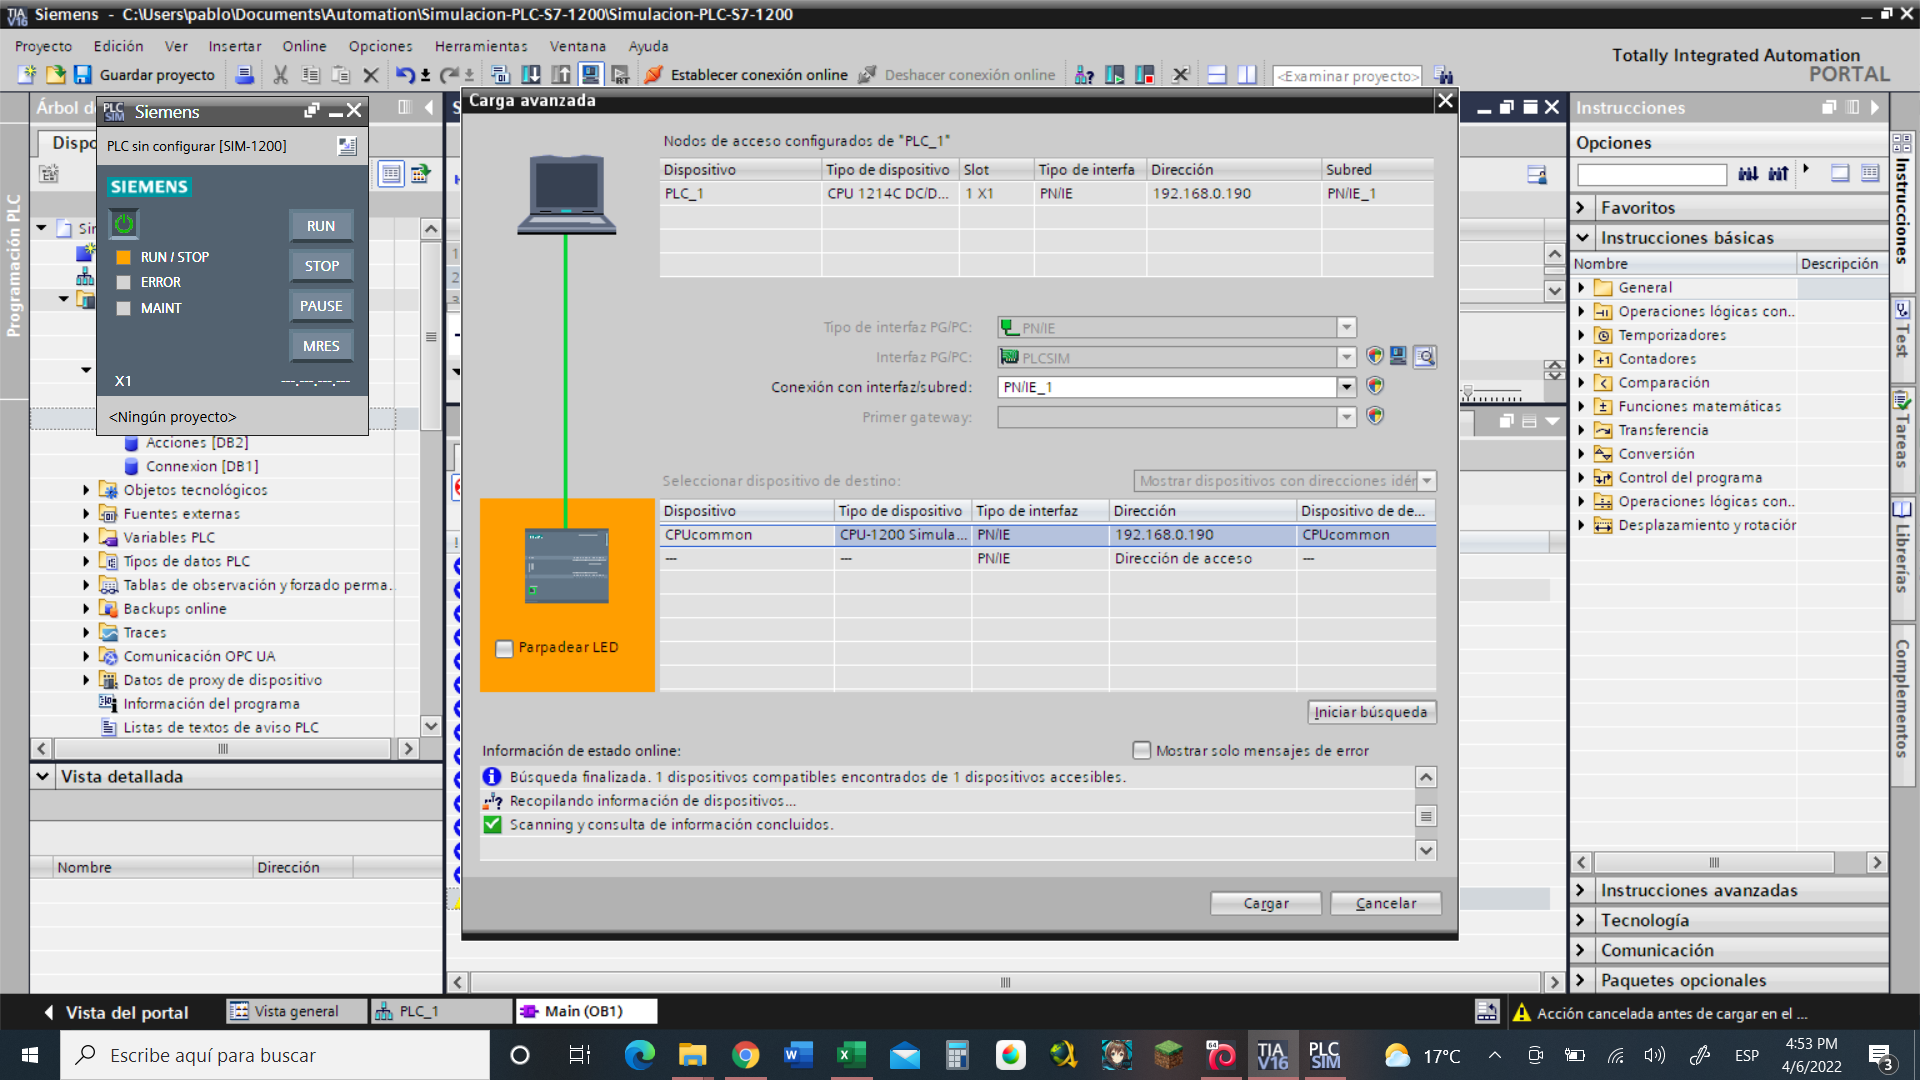 Siemens - C:\Users\pablo\Documents\Automation\Simulacion-PLC-S7-1200\Simulacion-PLC-S7-1200
Proyecto Edición Ver Insertar Online Opciones Herramientas Ventana Ayuda
Totally Integrated Automation
PORTAL
Guardar proyecto
Establecer conexión online
Deshacer conexión online
<Examinar proyecto>
Árbol
Dispo
Programación PLC
Sin
PLC SIM Siemens
PLC sin configurar [SIM-1200]
SIEMENS
RUN
RUN / STOP
STOP
ERROR
PAUSE
MAINT
MRES
X1 ---.---.---.---
<Ningún proyecto>
Acciones [DB2]
Connexion [DB1]
Objetos tecnológicos
Fuentes externas
Variables PLC
Tipos de datos PLC
Tablas de observación y forzado perma..
Backups online
Traces
Comunicación OPC UA
Datos de proxy de dispositivo
Información del programa
Listas de textos de aviso PLC
Vista detallada
Nombre Dirección
Carga avanzada
Nodos de acceso configurados de "PLC_1"
Dispositivo Tipo de dispositivo Slot Tipo de interfa Dirección Subred
PLC_1 CPU 1214C DC/D... 1 X1 PN/IE 192.168.0.190 PN/IE_1
Tipo de interfaz PG/PC: PN/IE
Interfaz PG/PC: PLCSIM
Conexión con interfaz/subred: PN/IE_1
Primer gateway:
Seleccionar dispositivo de destino: Mostrar dispositivos con direcciones idér
Dispositivo Tipo de dispositivo Tipo de interfaz Dirección Dispositivo de de...
CPUcommon CPU-1200 Simula... PN/IE 192.168.0.190 CPUcommon
--- --- PN/IE Dirección de acceso ---
Parpadear LED
Iniciar búsqueda
Información de estado online: Mostrar solo mensajes de error
Búsqueda finalizada. 1 dispositivos compatibles encontrados de 1 dispositivos accesibles.
Recopilando información de dispositivos...
Scanning y consulta de información concluidos.
Cargar Cancelar
Instrucciones
Opciones
Favoritos
Instrucciones básicas
Nombre Descripción
General
Operaciones lógicas con..
Temporizadores
Contadores
Comparación
Funciones matemáticas
Transferencia
Conversión
Control del programa
Operaciones lógicas con..
Desplazamiento y rotación
Instrucciones avanzadas
Tecnología
Comunicación
Paquetes opcionales
Instrucciones
Test
Tareas
Librerías
Complementos
Vista del portal Vista general PLC_1 Main (OB1)
Acción cancelada antes de cargar en el ...
Escribe aquí para buscar
TIA V16
PLC SIM
17°C
ESP
4:53 PM
4/6/2022
3